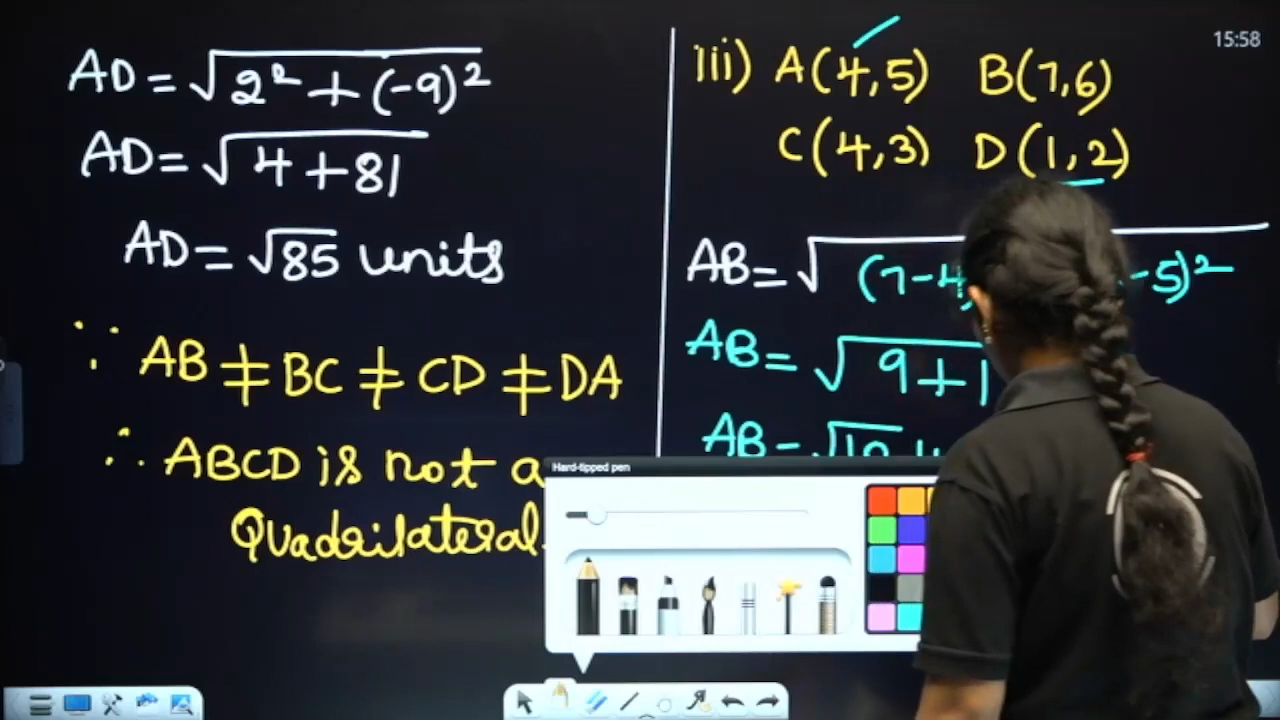 AD = √2² + (-9)²
AD = √4 + 81
AD = √85 units
∵ AB ≠ BC ≠ CD ≠ DA
∴ ABCD is not a
Quadrilateral.
15:58
iii) A(4,5) B(7,6)
C(4,3) D(1,2)
AB = √(7-4 -5)²
AB = √9+1
AB = √10
Hard-tipped pen